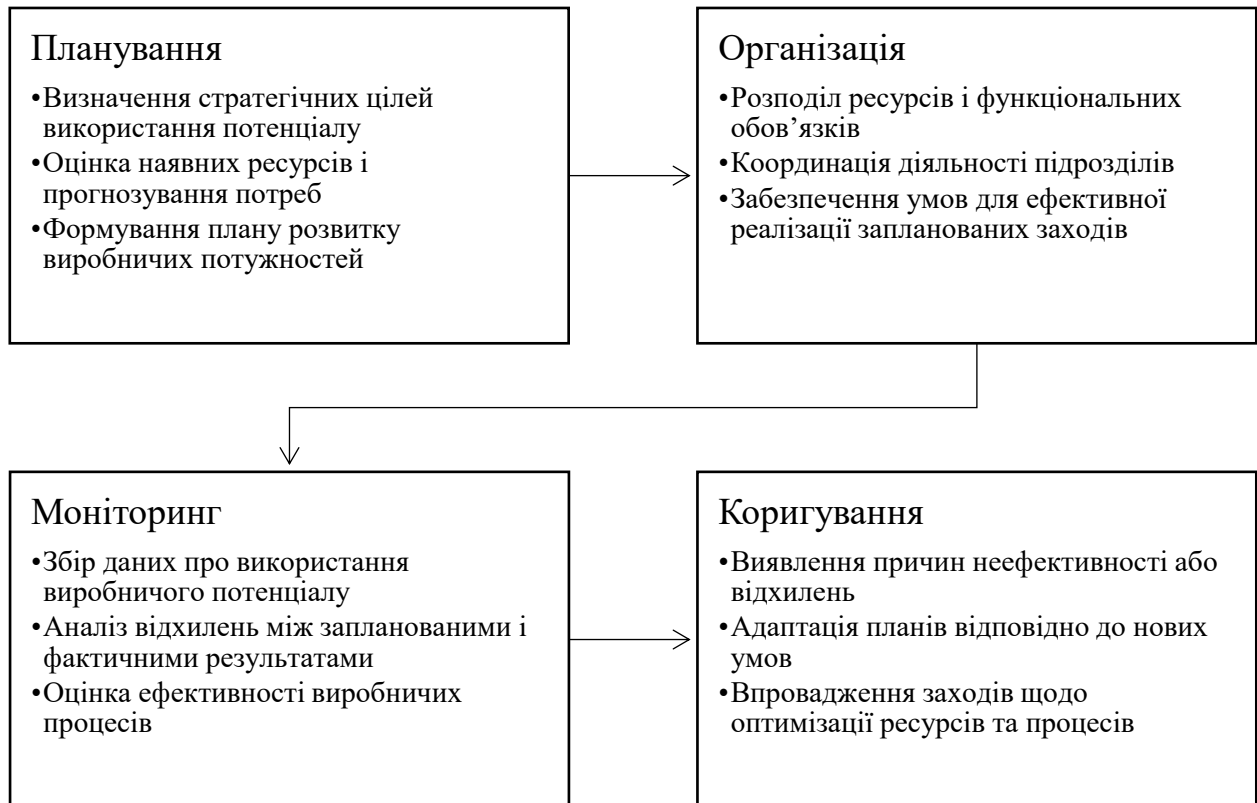 Планування
•Визначення стратегічних цілей
використання потенціалу
•Оцінка наявних ресурсів і
прогнозування потреб
•Формування плану розвитку
виробничих потужностей
Організація
•Розподіл ресурсів і функціональних
обов’язків
•Координація діяльності підрозділів
•Забезпечення умов для ефективної
реалізації запланованих заходів
Моніторинг
•Збір даних про використання
виробничого потенціалу
•Аналіз відхилень між запланованими і
фактичними результатами
•Оцінка ефективності виробничих
процесів
Коригування
•Виявлення причин неефективності або
відхилень
•Адаптація планів відповідно до нових
умов
•Впровадження заходів щодо
оптимізації ресурсів та процесів